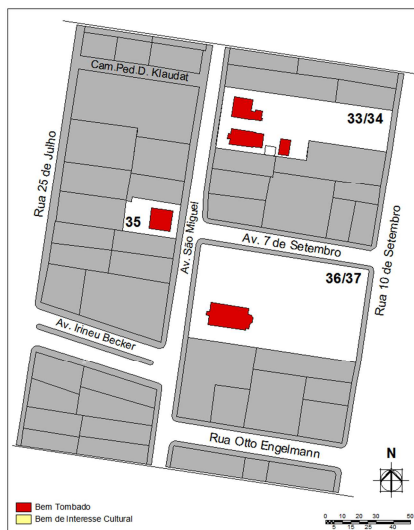 Cam.Ped.D. Klaudat
33/34
Rua 25 de Julho
35
Av. São Miguel
Av. 7 de Setembro
Rua 10 de Setembro
36/37
Av. Irineu Becker
Rua Otto Engelmann
N
Bem Tombado
Bem de Interesse Cultural
0 10 20 30 50
5 15 25 40